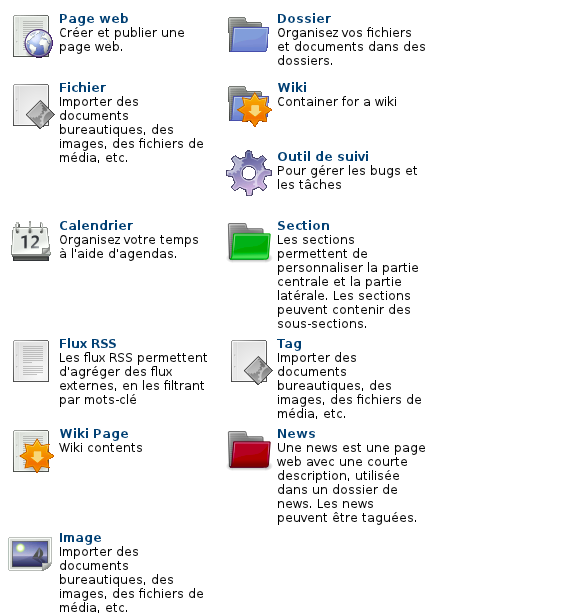 Page web
Créer et publier une
page web.
Dossier
Organisez vos fichiers
et documents dans des
dossiers.
Fichier
Importer des
documents
bureautiques, des
images, des fichiers de
média, etc.
Wiki
Container for a wiki
Outil de suivi
Pour gérer les bugs et
les tâches
Calendrier
12
Organisez votre temps
à l'aide d'agendas.
Section
Les sections
permettent de
personnaliser la partie
centrale et la partie
latérale. Les sections
peuvent contenir des
sous-sections.
Flux RSS
Les flux RSS permettent
d'agréger des flux
externes, en les filtrant
par mots-clé
Tag
Importer des
documents
bureautiques, des
images, des fichiers de
média, etc.
Wiki Page
Wiki contents
News
Une news est une page
web avec une courte
description, utilisée
dans un dossier de
news. Les news
peuvent être taguées.
Image
Importer des
documents
bureautiques, des
images, des fichiers de
média, etc.